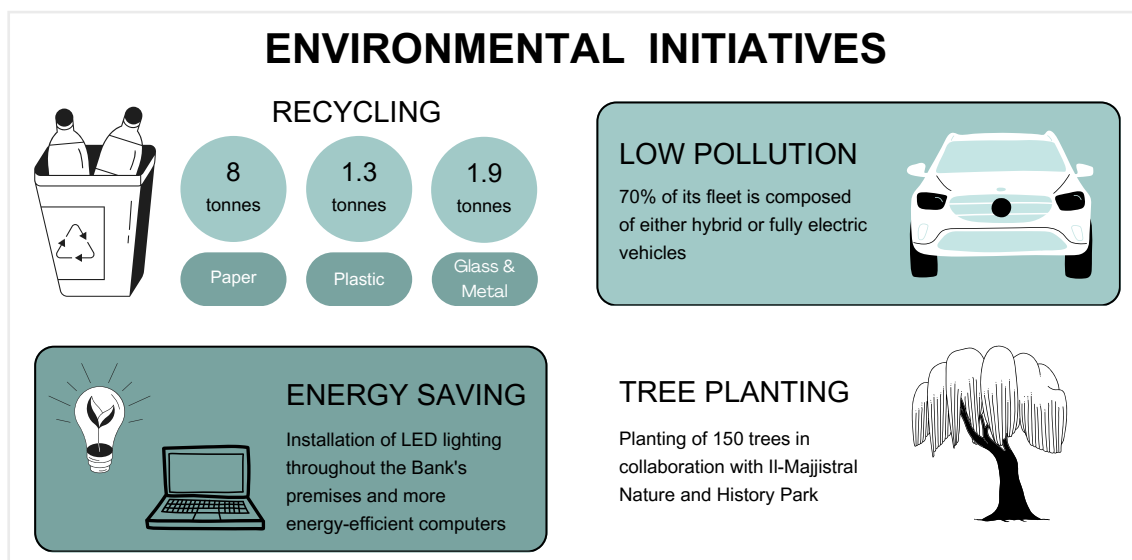 ENVIRONMENTAL INITIATIVES
RECYCLING
8
tonnes
Paper
1.3
tonnes
Plastic
1.9
tonnes
Glass &
Metal
LOW POLLUTION
70% of its fleet is composed
of either hybrid or fully electric
vehicles
ENERGY SAVING
Installation of LED lighting
throughout the Bank's
premises and more
energy-efficient computers
TREE PLANTING
Planting of 150 trees in
collaboration with Il-Majjistral
Nature and History Park